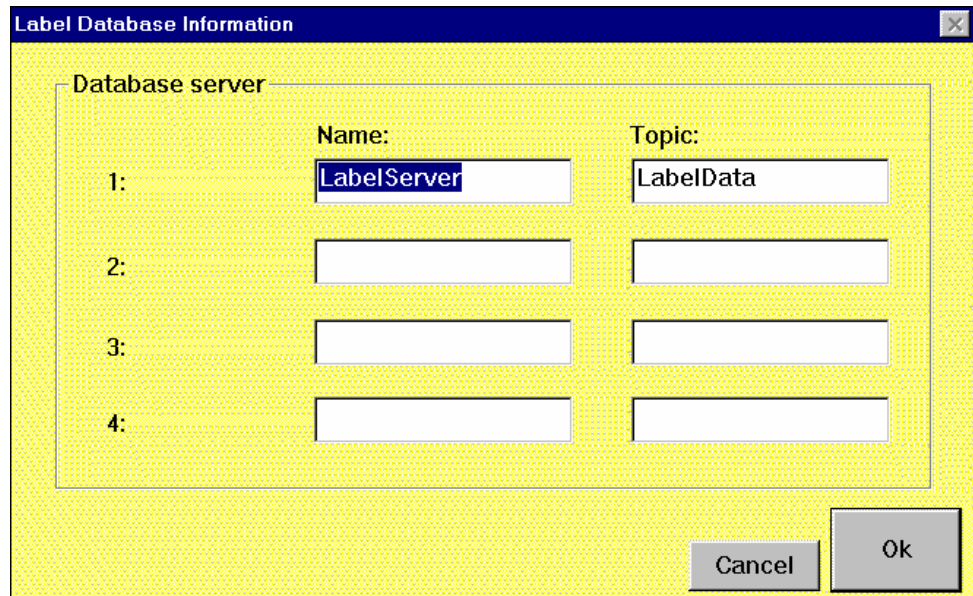 Label Database Information
Database server
Name: Topic:
1: LabelServer LabelData
2:
3:
4:
Cancel Ok